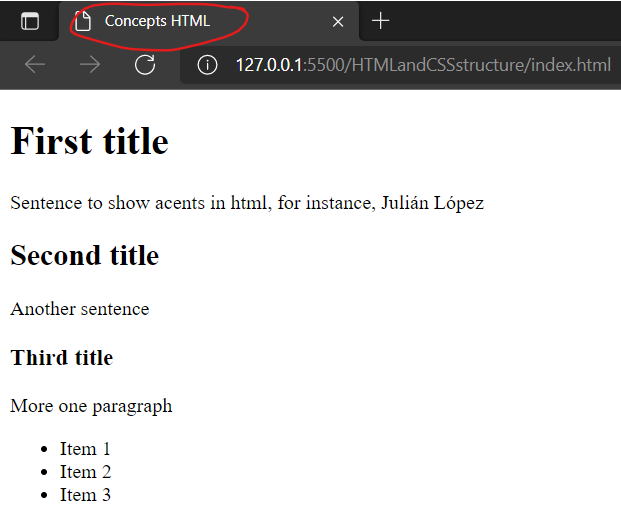 Concepts HTML
127.0.0.1:5500/HTMLandCSSstructure/index.html
First title
Sentence to show acents in html, for instance, Julián López
Second title
Another sentence
Third title
More one paragraph
Item 1
Item 2
Item 3